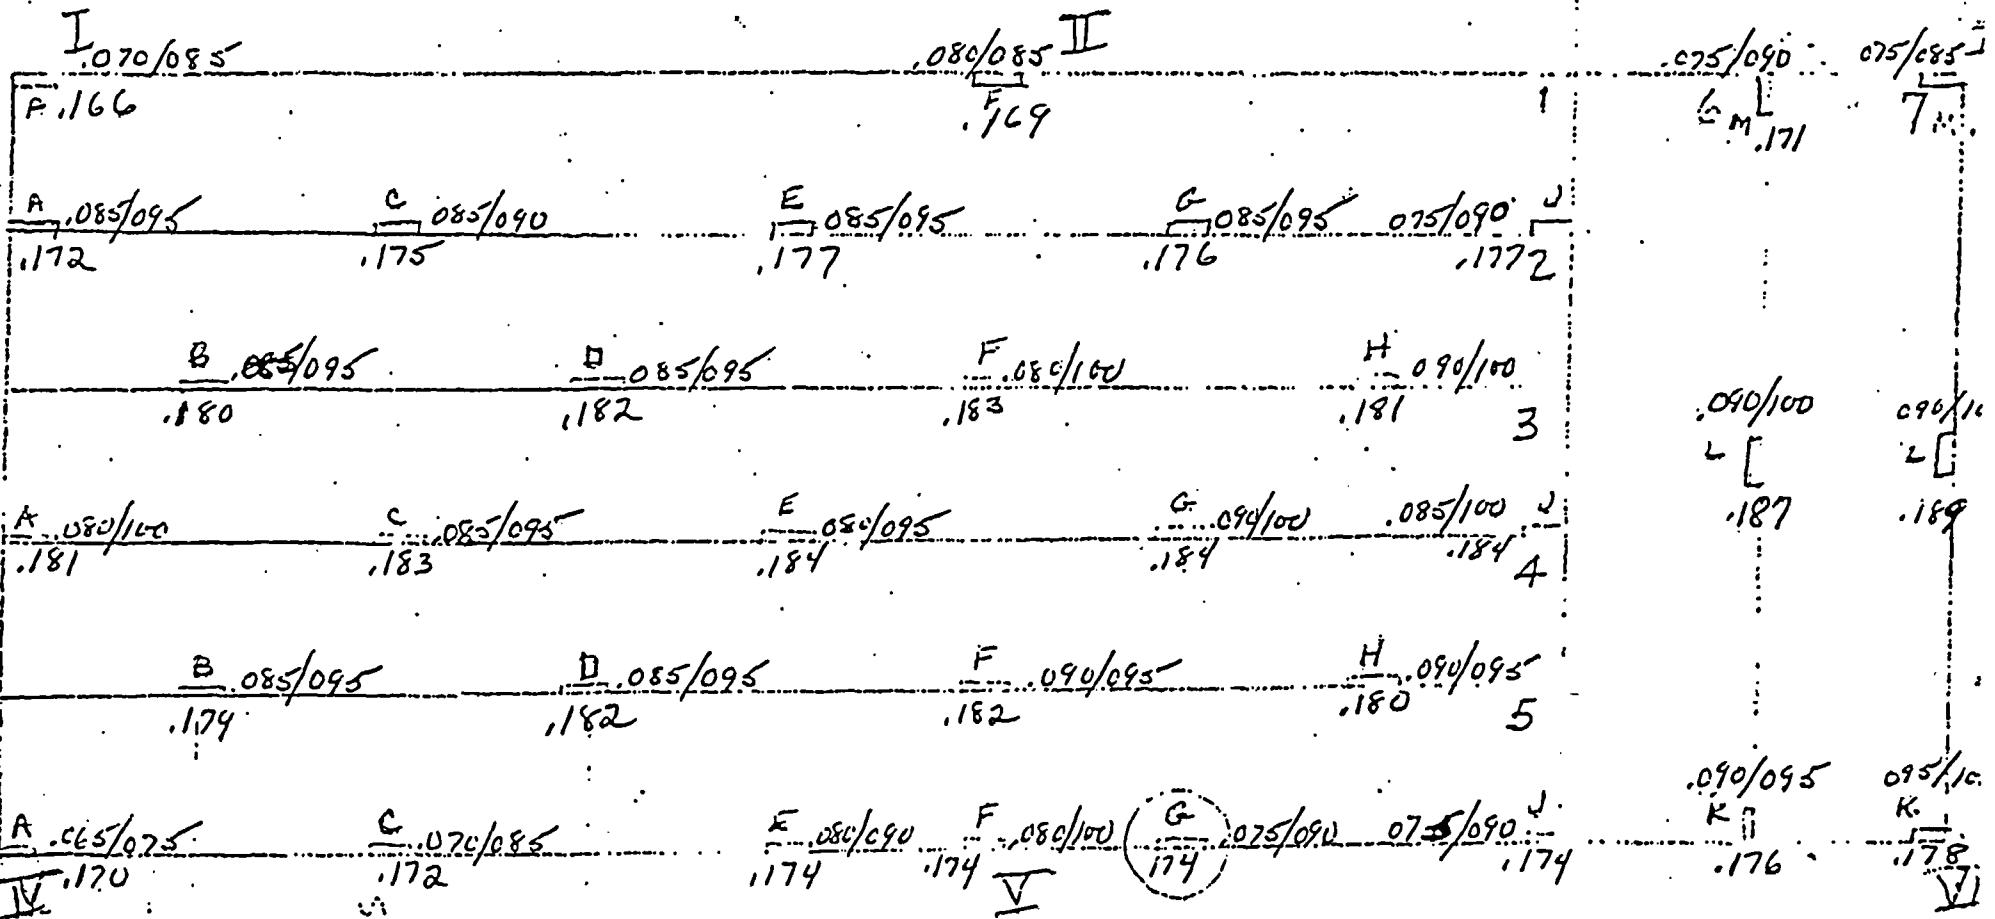 I II
.070/085 .080/085 .075/090 075/085
F .166 F .169 1 6 M .171 7 M
A .085/095 C 085/090 E 085/095 G 085/095 075/090 J
.172 .175 .177 .176 .177 2
B .085/095 D 085/095 F .080/100 H 090/100
.180 .182 .183 .181 3 .090/100
L L
A .080/100 C .085/095 E 080/095 G 090/100 .085/100 J .187 .189
.181 .183 .184 .184 .184 4
B .085/095 D .085/095 F .090/095 H .090/095
.179 .182 .182 .180 5
.090/095
A .065/075 C .070/085 E .080/090 F .080/100 G .075/090 075/090 J K K
.170 .172 .174 .174 174 .174 .176 .178
IV V VI